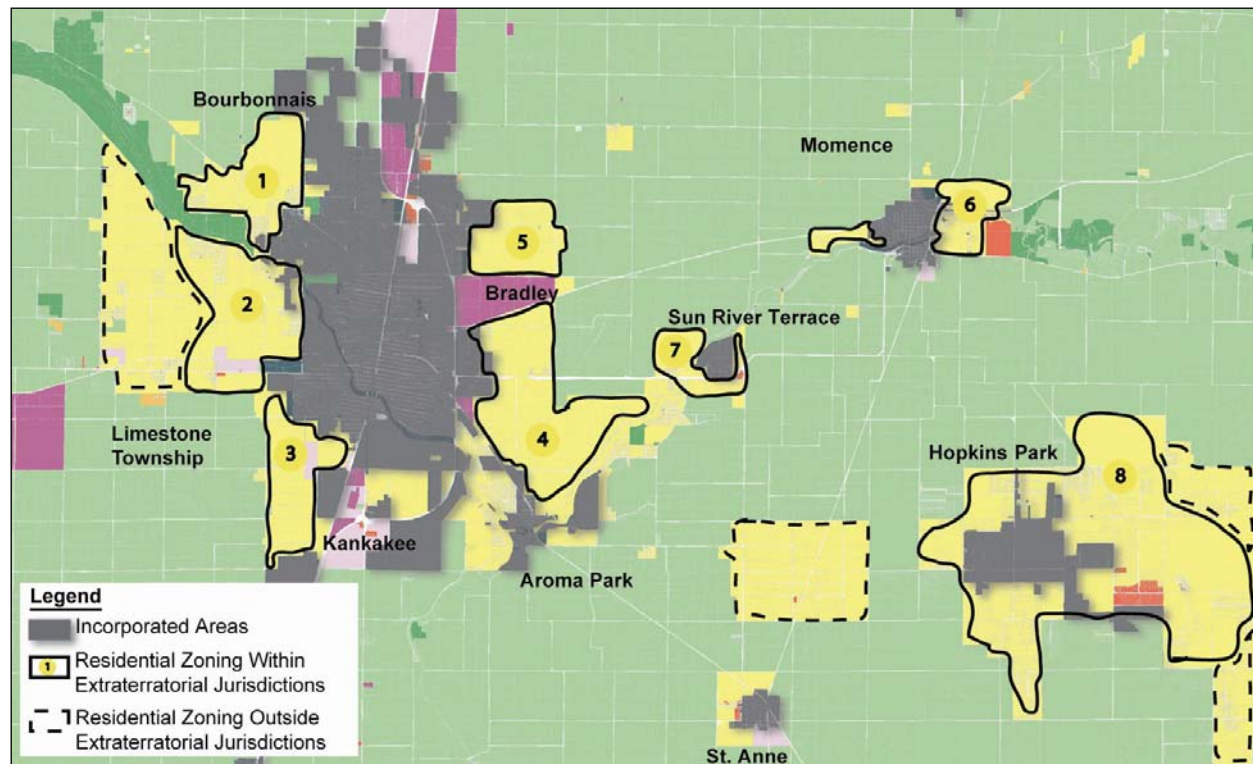 Bourbonnais
Momence
1
6
5
2
Bradley
Sun River Terrace
7
Limestone
Township
3
4
Hopkins Park
8
Kankakee
Aroma Park
St. Anne
Legend
Incorporated Areas
1
Residential Zoning Within
Extraterratorial Jurisdictions
Residential Zoning Outside
Extraterratorial Jurisdictions